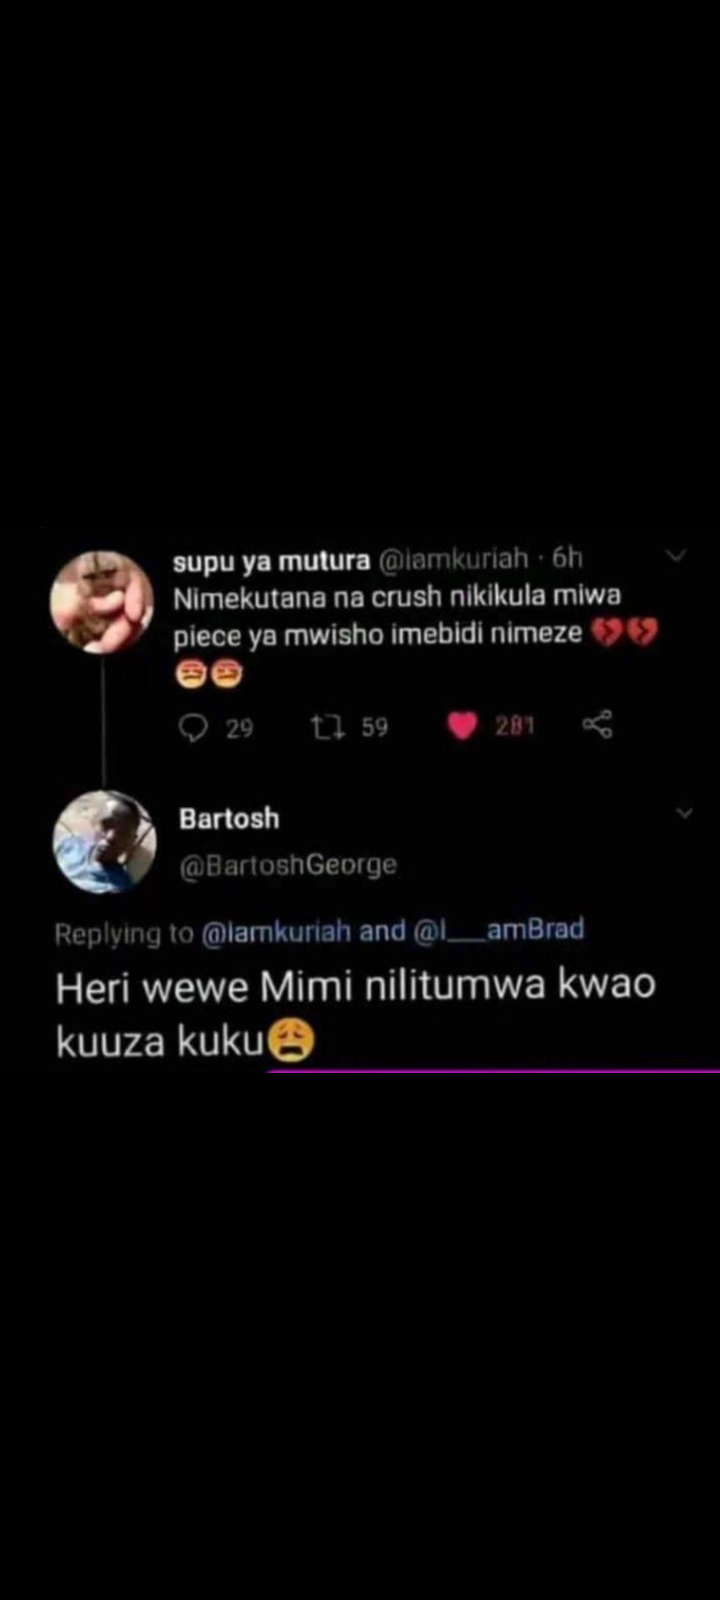 supu ya mutura @Iamkuriah · 6h
Nimekutana na crush nikikula miwa
piece ya mwisho imebidi nimeze 💔💔
29 59 281
Bartosh
@BartoshGeorge
Replying to @Iamkuriah and @I__amBrad
Heri wewe Mimi nilitumwa kwao
kuuza kuku😩